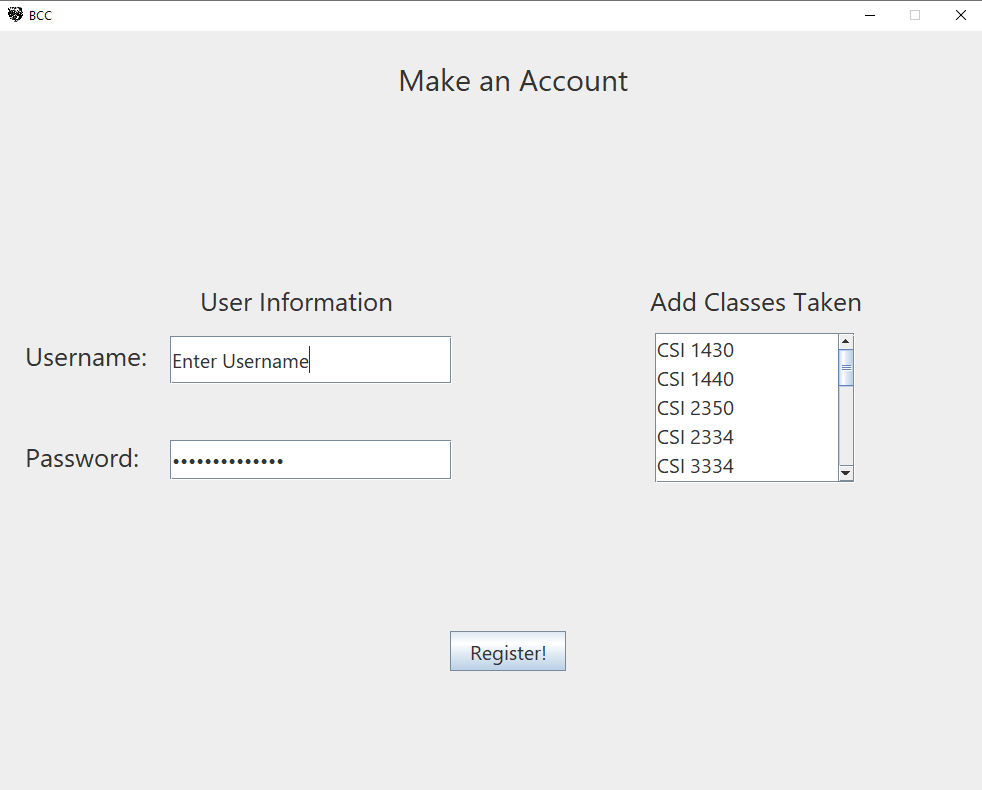 BCC
Make an Account
User Information
Add Classes Taken
Username:
Enter Username
Password:
••••••••••••••
CSI 1430
CSI 1440
CSI 2350
CSI 2334
CSI 3334
Register!